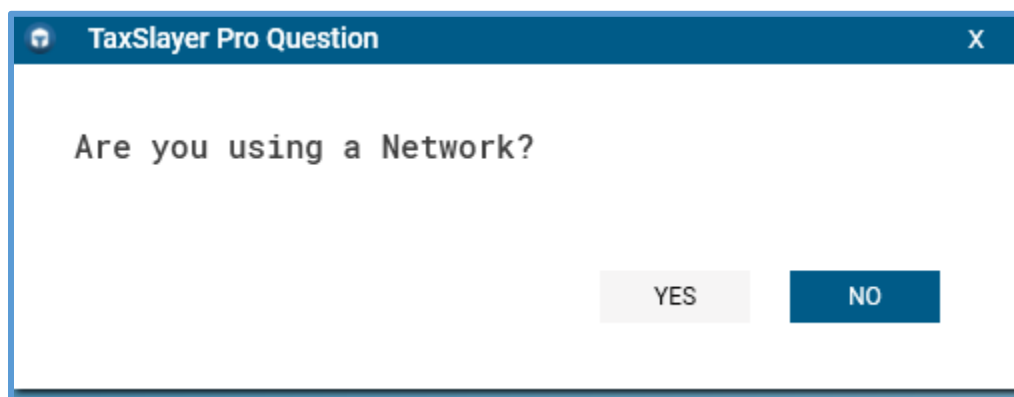 TaxSlayer Pro Question X
Are you using a Network?
YES NO